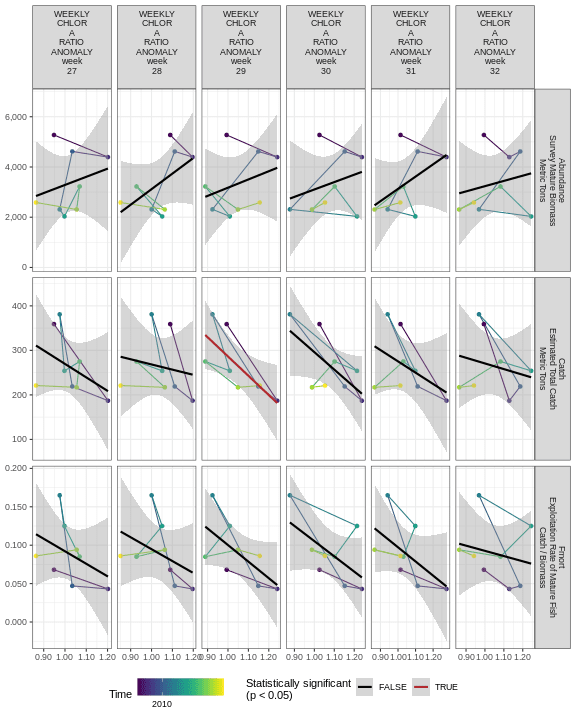 WEEKLY
CHLOR
A
RATIO
ANOMALY
week
27
WEEKLY
CHLOR
A
RATIO
ANOMALY
week
28
WEEKLY
CHLOR
A
RATIO
ANOMALY
week
29
WEEKLY
CHLOR
A
RATIO
ANOMALY
week
30
WEEKLY
CHLOR
A
RATIO
ANOMALY
week
31
WEEKLY
CHLOR
A
RATIO
ANOMALY
week
32
6,000
4,000
2,000
0
Abundance
Survey Mature Biomass
Metric Tons
400
300
200
100
Catch
Estimated Total Catch
Metric Tons
0.200
0.150
0.100
0.050
0.000
Fmort
Exploitation Rate of Mature Fish
Catch / Biomass
0.90 1.00 1.10 1.20
0.90 1.00 1.10 1.20
0.90 1.00 1.10 1.20
0.90 1.00 1.10 1.20
0.90 1.00 1.10 1.20
0.90 1.00 1.10 1.20
Time
2010
Statistically significant
(p < 0.05)
FALSE
TRUE